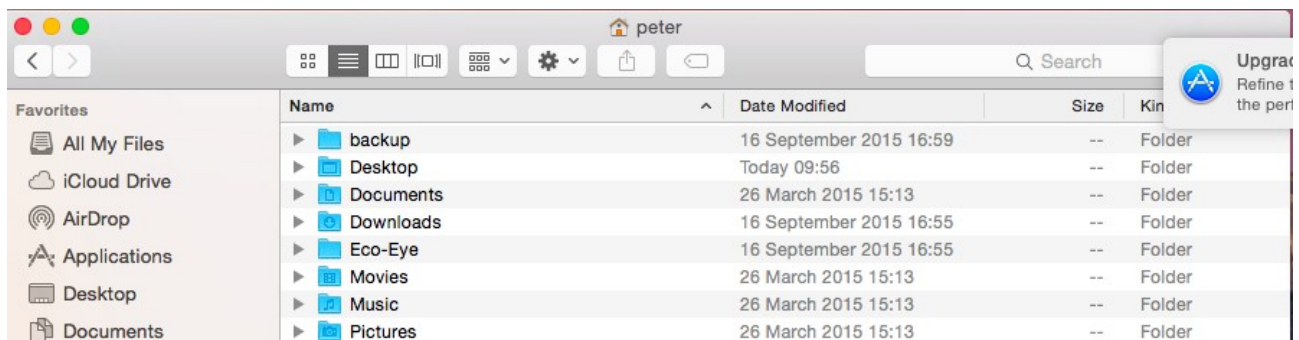 peter
Search
Upgrad
Refine t
the perf
Favorites
All My Files
iCloud Drive
AirDrop
Applications
Desktop
Documents
Name Date Modified Size Kin
backup 16 September 2015 16:59 -- Folder
Desktop Today 09:56 -- Folder
Documents 26 March 2015 15:13 -- Folder
Downloads 16 September 2015 16:55 -- Folder
Eco-Eye 16 September 2015 16:55 -- Folder
Movies 26 March 2015 15:13 -- Folder
Music 26 March 2015 15:13 -- Folder
Pictures 26 March 2015 15:13 -- Folder